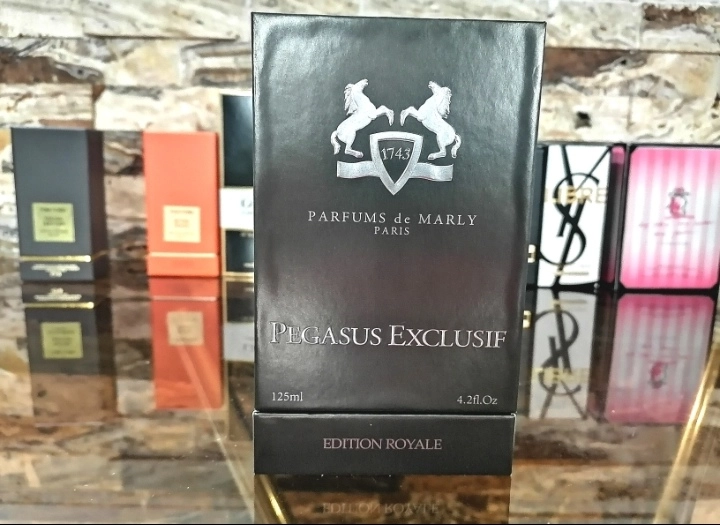 1743
PARFUMS de MARLY
PARIS
PEGASUS EXCLUSIF
125ml
4.2fl.Oz
EDITION ROYALE